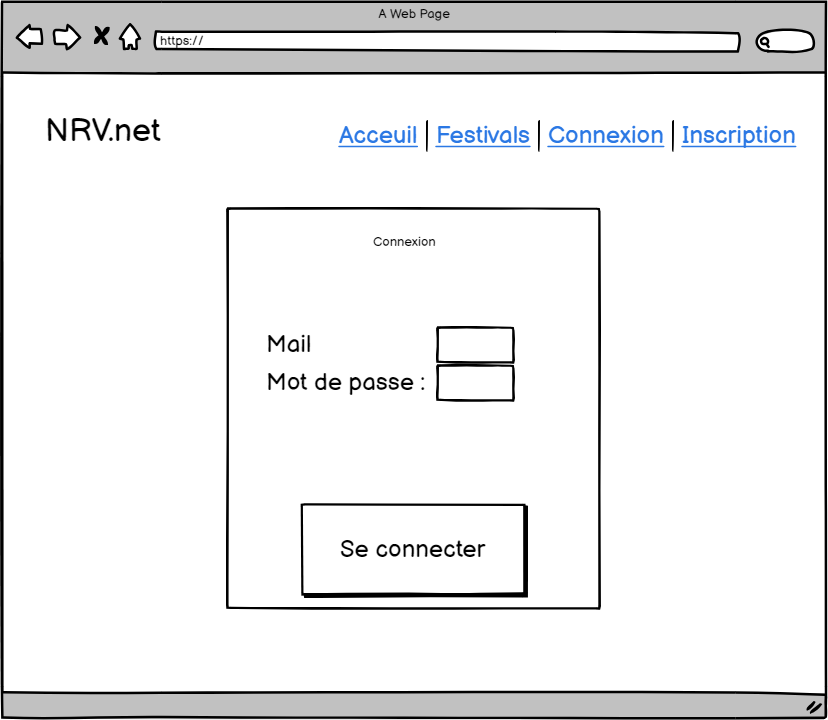 A Web Page
https://
NRV.net
Acceuil | Festivals | Connexion | Inscription
Connexion
Mail
Mot de passe :
Se connecter